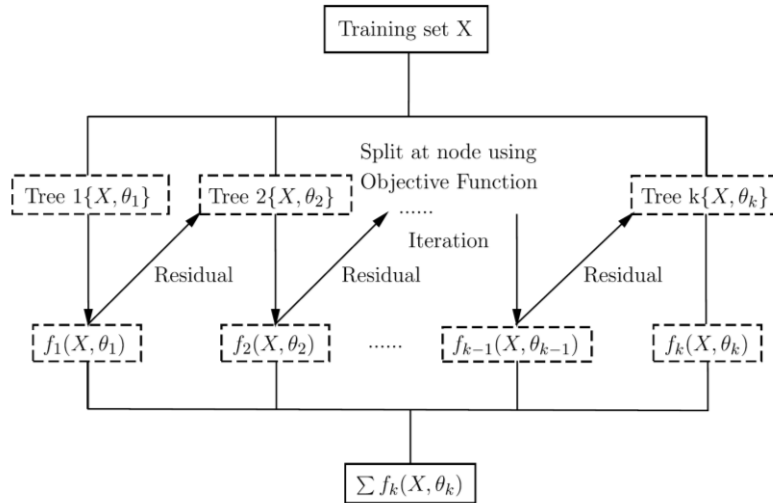 Training set X
Split at node using
Objective Function
Tree 1{X, θ₁}
Tree 2{X, θ₂}
......
Tree k{X, θₖ}
Iteration
Residual
Residual
Residual
f₁(X, θ₁)
f₂(X, θ₂)
......
fₖ₋₁(X, θₖ₋₁)
fₖ(X, θₖ)
∑ fₖ(X, θₖ)